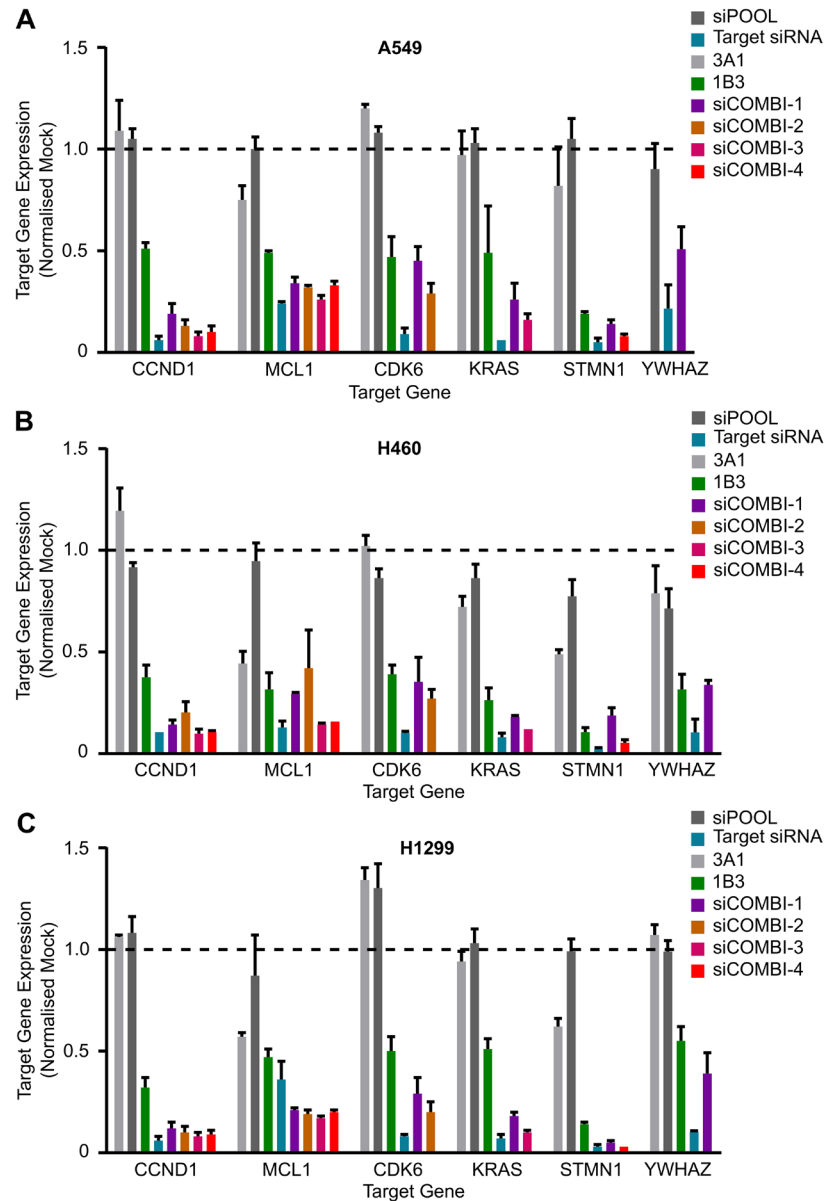 A
A549
siPOOL
Target siRNA
3A1
1B3
siCOMBI-1
siCOMBI-2
siCOMBI-3
siCOMBI-4
Target Gene Expression
(Normalised Mock)
1.5
1.0
0.5
0
CCND1 MCL1 CDK6 KRAS STMN1 YWHAZ
Target Gene
B
H460
siPOOL
Target siRNA
3A1
1B3
siCOMBI-1
siCOMBI-2
siCOMBI-3
siCOMBI-4
Target Gene Expression
(Normalised Mock)
1.5
1.0
0.5
0
CCND1 MCL1 CDK6 KRAS STMN1 YWHAZ
Target Gene
C
H1299
siPOOL
Target siRNA
3A1
1B3
siCOMBI-1
siCOMBI-2
siCOMBI-3
siCOMBI-4
Target Gene Expression
(Normalised Mock)
1.5
1.0
0.5
0
CCND1 MCL1 CDK6 KRAS STMN1 YWHAZ
Target Gene